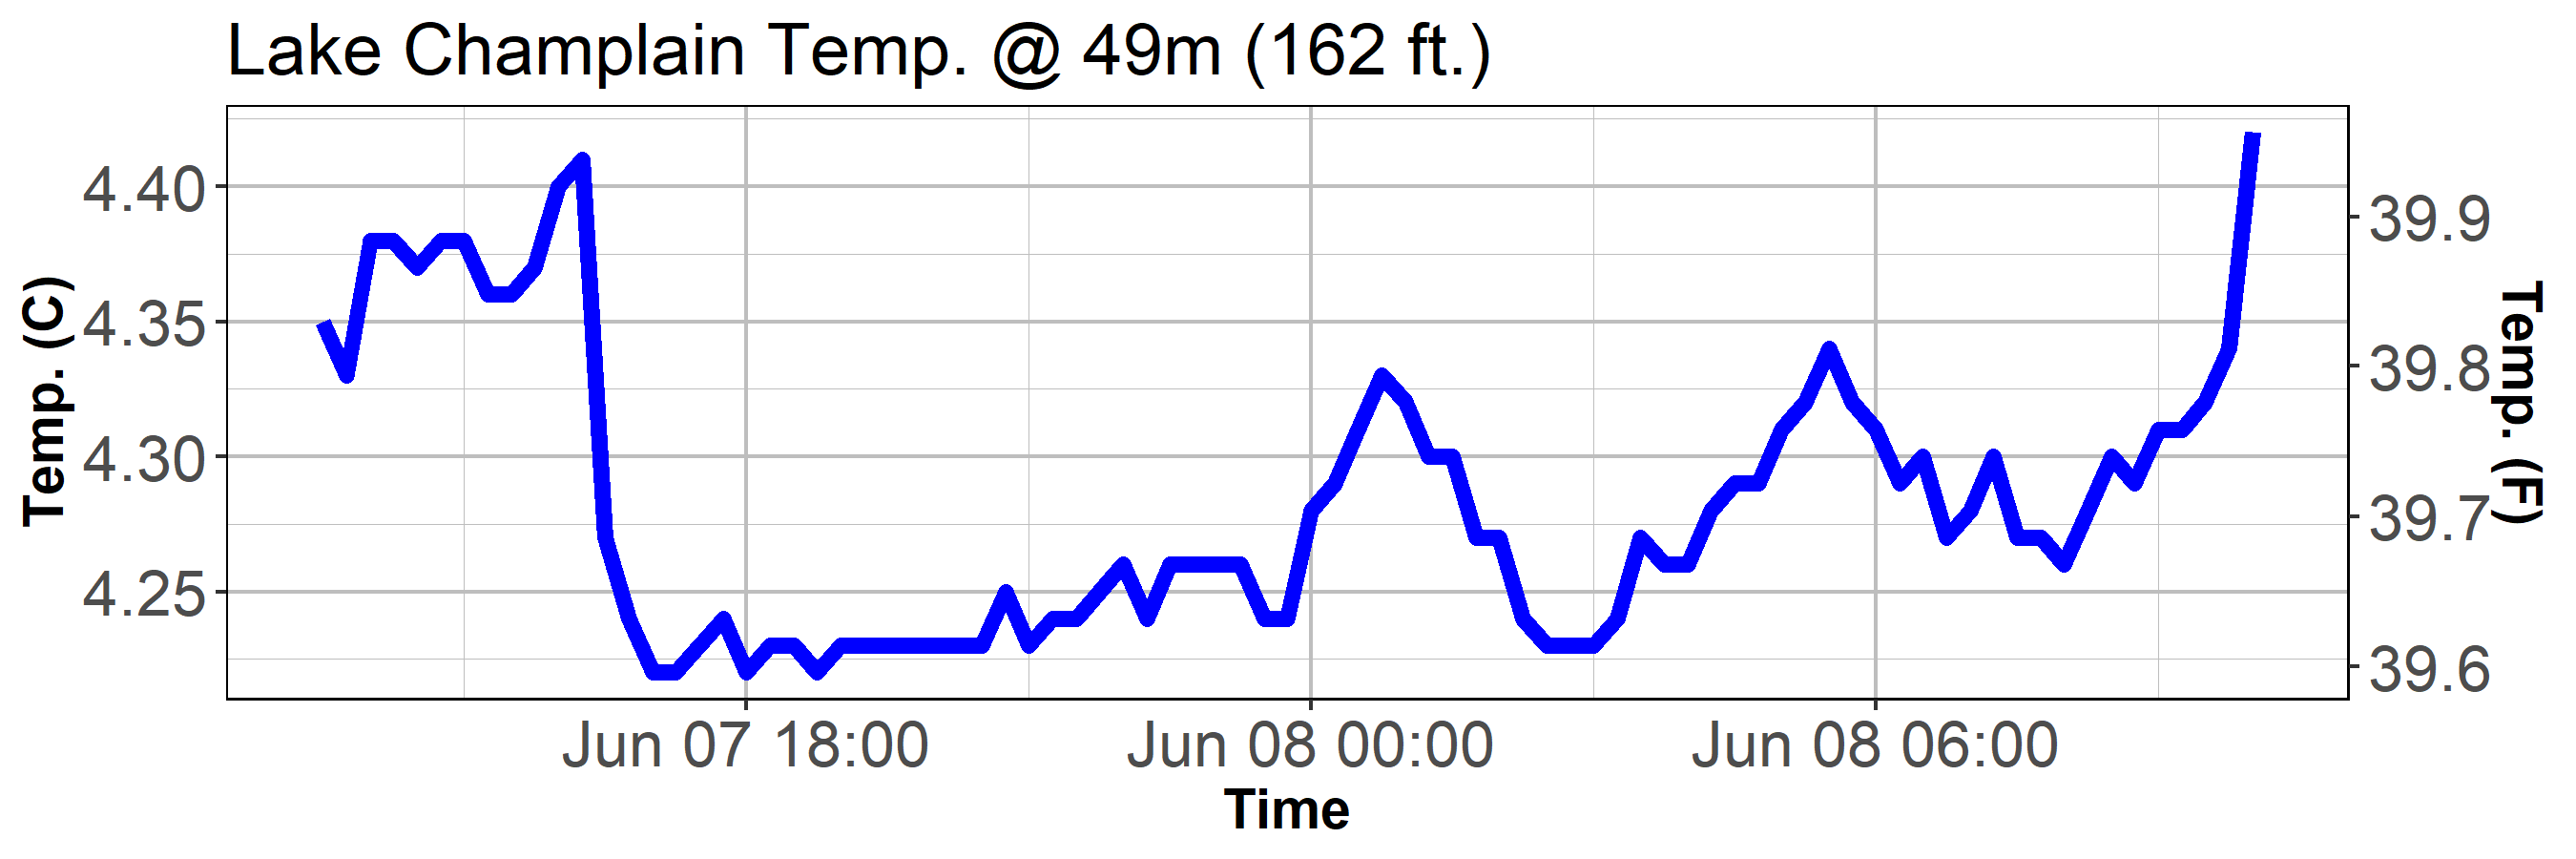 Lake Champlain Temp. @ 49m (162 ft.)
4.40
4.35
4.30
4.25
Temp. (C)
39.9
39.8
39.7
39.6
Temp. (F)
Jun 07 18:00
Jun 08 00:00
Jun 08 06:00
Time